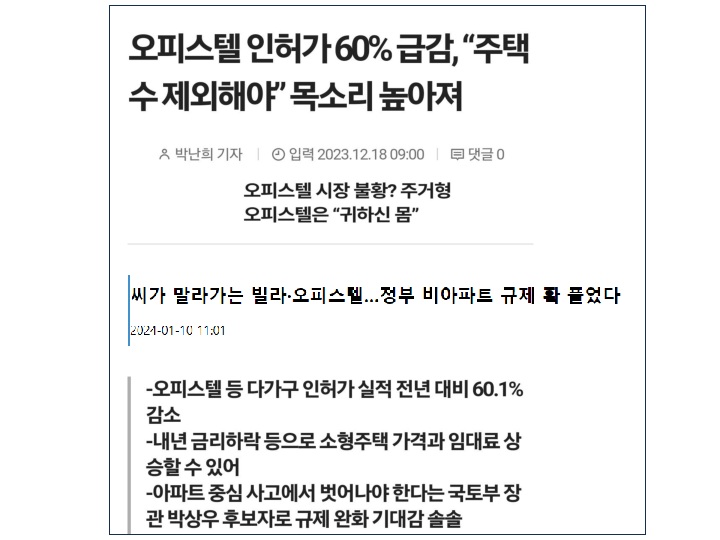 오피스텔 인허가 60% 급감, “주택
수 제외해야” 목소리 높아져
박난희 기자 입력 2023.12.18 09:00 댓글 0
오피스텔 시장 불황? 주거형
오피스텔은 “귀하신 몸”
씨가 말라가는 빌라·오피스텔...정부 비아파트 규제 확 풀었다
2024-01-10 11:01
-오피스텔 등 다가구 인허가 실적 전년 대비 60.1%
감소
-내년 금리하락 등으로 소형주택 가격과 임대료 상
승할 수 있어
-아파트 중심 사고에서 벗어나야 한다는 국토부 장
관 박상우 후보자로 규제 완화 기대감 솔솔